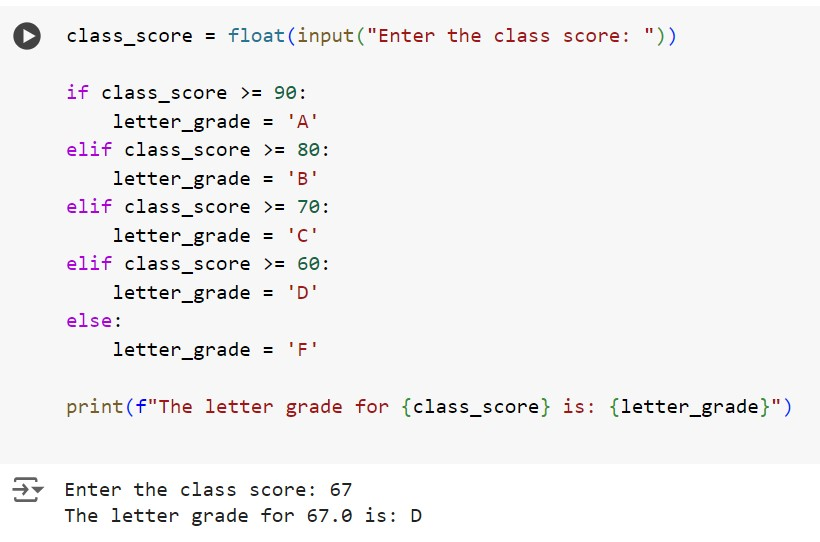 class_score = float(input("Enter the class score: "))
if class_score >= 90:
    letter_grade = 'A'
elif class_score >= 80:
    letter_grade = 'B'
elif class_score >= 70:
    letter_grade = 'C'
elif class_score >= 60:
    letter_grade = 'D'
else:
    letter_grade = 'F'
print(f"The letter grade for {class_score} is: {letter_grade}")
Enter the class score: 67
The letter grade for 67.0 is: D